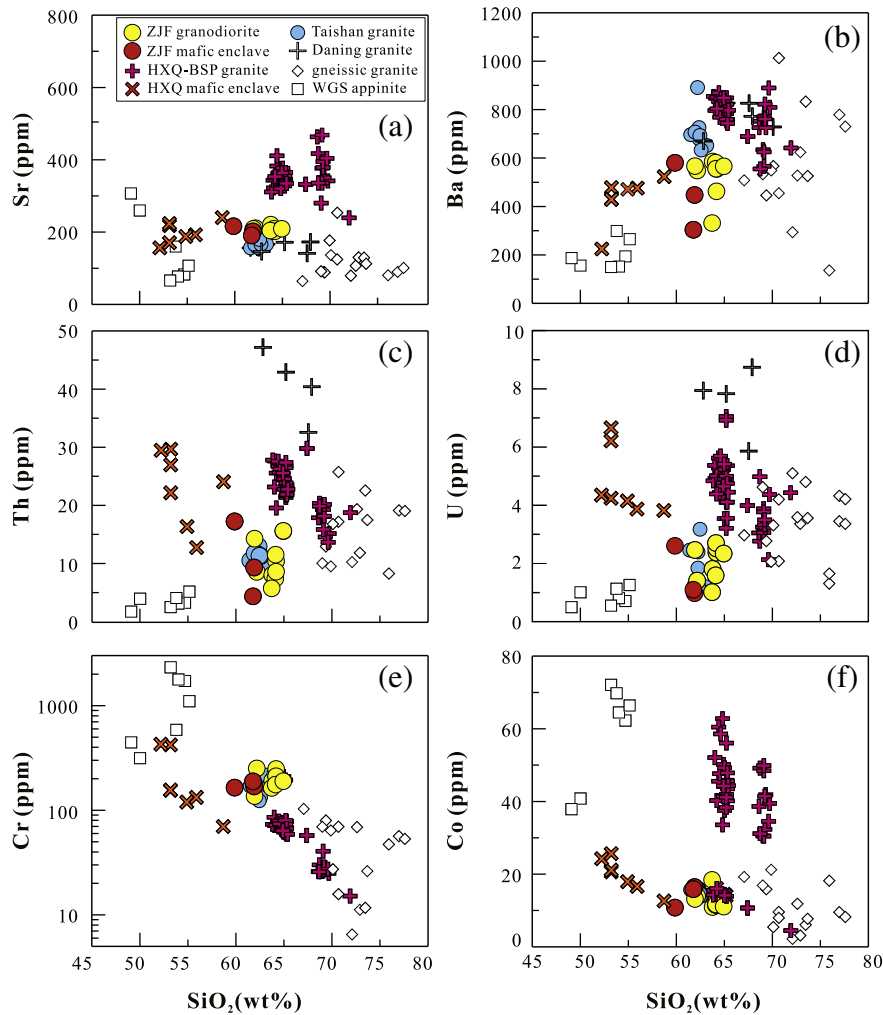 800
600
400
200
0
Sr (ppm)
ZJF granodiorite
ZJF mafic enclave
HXQ-BSP granite
HXQ mafic enclave
Taishan granite
Daning granite
gneissic granite
WGS appinite
(a)
1200
1000
800
600
400
200
0
Ba (ppm)
(b)
50
40
30
20
10
0
Th (ppm)
(c)
10
8
6
4
2
0
U (ppm)
(d)
1000
100
10
Cr (ppm)
(e)
45 50 55 60 65 70 75 80
SiO₂(wt%)
80
60
40
20
0
Co (ppm)
(f)
45 50 55 60 65 70 75 80
SiO₂(wt%)